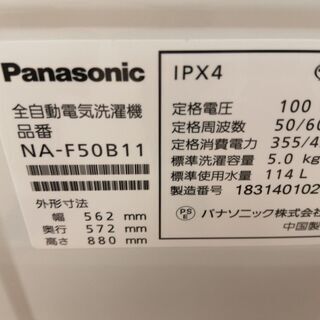 Panasonic
全自動電気洗濯機
品番
NA-F50B11
外形寸法
幅 562 mm
奥行 572 mm
高さ 880 mm
IPX4
定格電圧 100
定格周波数 50/60
定格消費電力 355/4
標準洗濯容量 5.0 k
標準使用水量 114 L
製造番号 183140102
PS
E
パナソニック株式会
中国製